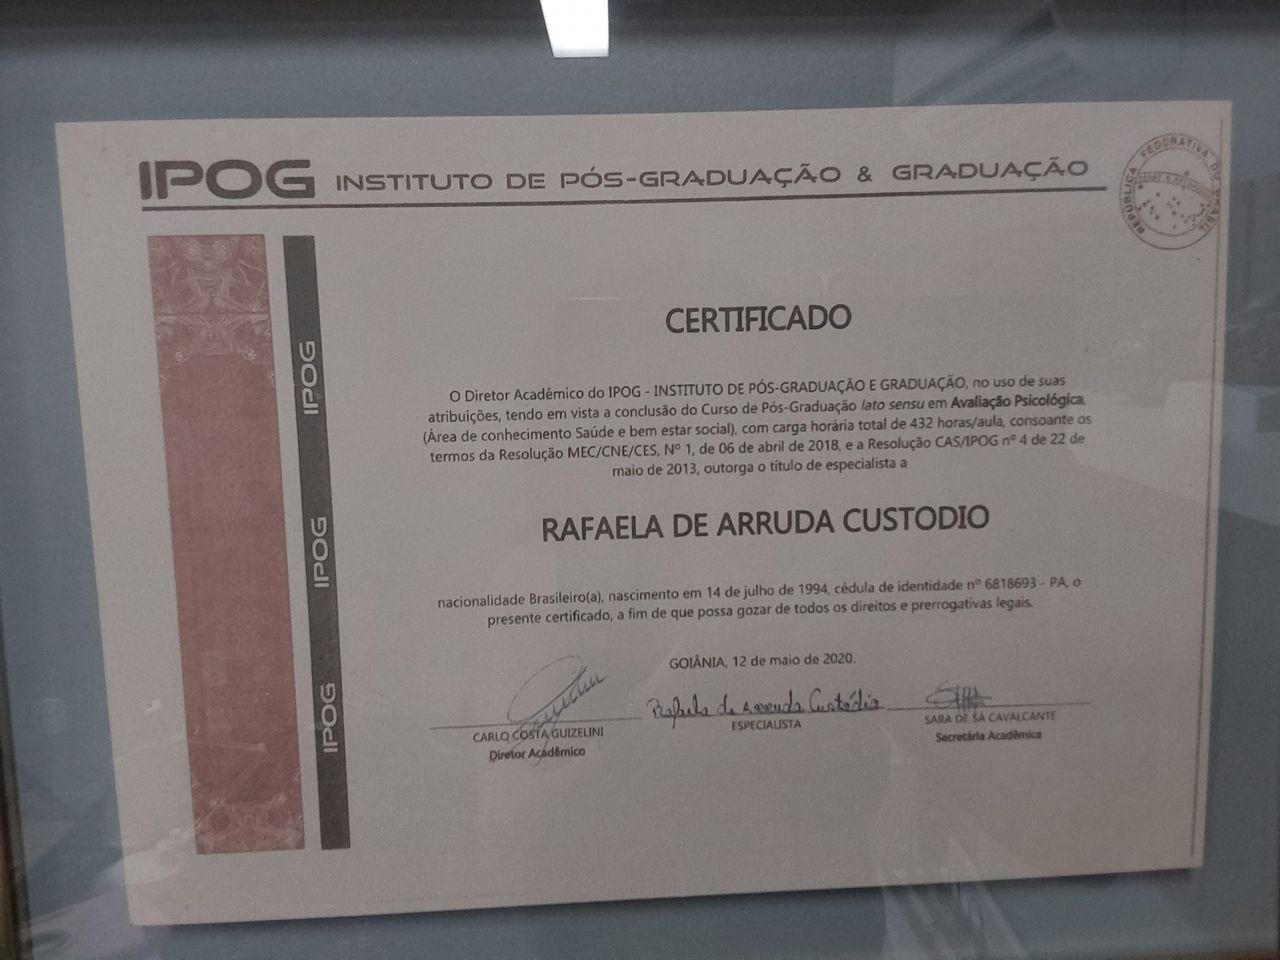 IPOG INSTITUTO DE PÓS-GRADUAÇÃO & GRADUAÇÃO
REPÚBLICA FEDERATIVA DO BRASIL
IPOG
IPOG
IPOG
CERTIFICADO
O Diretor Acadêmico do IPOG - INSTITUTO DE PÓS-GRADUAÇÃO E GRADUAÇÃO, no uso de suas
atribuições, tendo em vista a conclusão do Curso de Pós-Graduação lato sensu em Avaliação Psicológica,
(Área de conhecimento Saúde e bem estar social), com carga horária total de 432 horas/aula, consoante os
termos da Resolução MEC/CNE/CES, Nº 1, de 06 de abril de 2018, e a Resolução CAS/IPOG nº 4 de 22 de
maio de 2013, outorga o título de especialista a
RAFAELA DE ARRUDA CUSTODIO
nacionalidade Brasileiro(a), nascimento em 14 de julho de 1994, cédula de identidade nº 6818693 - PA, o
presente certificado, a fim de que possa gozar de todos os direitos e prerrogativas legais.
GOIÂNIA, 12 de maio de 2020.
Rafaela de Arruda Custódio
CARLO COSTA GUIZELINI
Diretor Acadêmico
ESPECIALISTA
SARA DE SÁ CAVALCANTE
Secretária Acadêmica